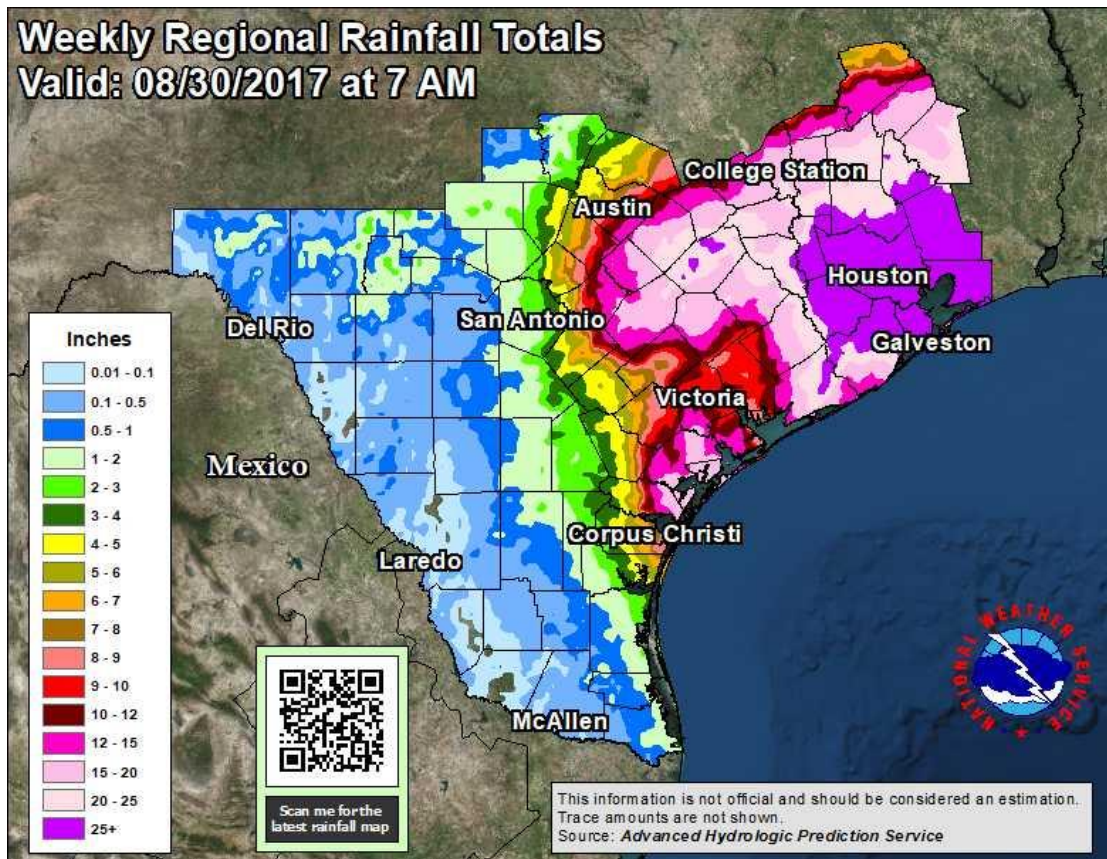 Weekly Regional Rainfall Totals
Valid: 08/30/2017 at 7 AM
College Station
Austin
Houston
Del Rio
San Antonio
Galveston
Inches
0.01 - 0.1
0.1 - 0.5
0.5 - 1
1 - 2
2 - 3
3 - 4
4 - 5
5 - 6
6 - 7
7 - 8
8 - 9
9 - 10
10 - 12
12 - 15
15 - 20
20 - 25
25+
Victoria
Mexico
Corpus Christi
Laredo
McAllen
NATIONAL WEATHER SERVICE
Scan me for the
latest rainfall map
This information is not official and should be considered an estimation.
Trace amounts are not shown.
Source: Advanced Hydrologic Prediction Service